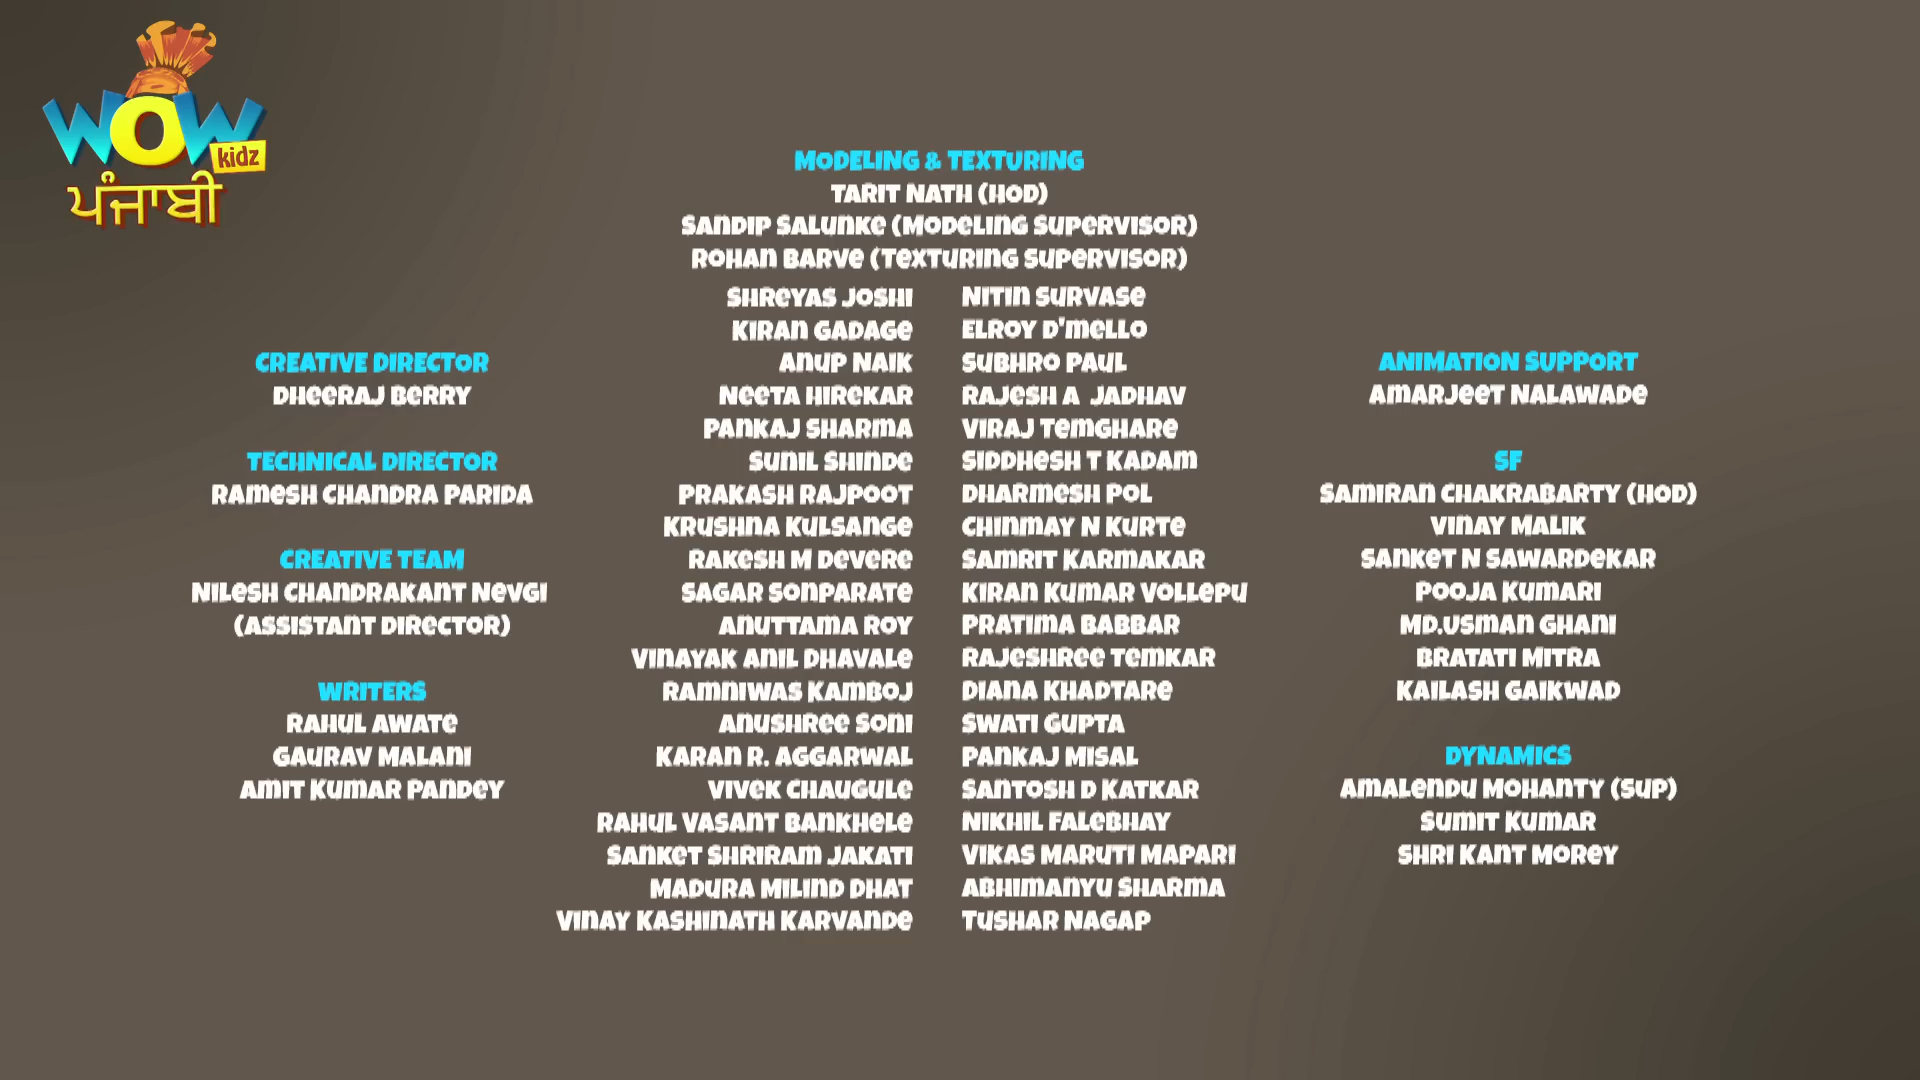 WOW
kidz
ਪੰਜਾਬੀ
CREATIVE DIRECTOR
DHEERAJ BERRY
TECHNICAL DIRECTOR
RAMESH CHANDRA PARIDA
CREATIVE TEAM
NILESH CHANDRAKANT NEVGI
(ASSISTANT DIRECTOR)
WRITERS
RAHUL AWATE
GAURAV MALANI
AMIT KUMAR PANDEY
MODELING & TEXTURING
TARIT NATH (HOD)
SANDIP SALUNKE (MODELING SUPERVISOR)
ROHAN BARVE (TEXTURING SUPERVISOR)
SHREYAS JOSHI NITIN SURVASE
KIRAN GADAGE ELROY D'MELLO
ANUP NAIK SUBHRO PAUL
NEETA HIREKAR RAJESH A JADHAV
PANKAJ SHARMA VIRAJ TEMGHARE
SUNIL SHINDE SIDDHESH T KADAM
PRAKASH RAJPOOT DHARMESH POL
KRUSHNA KULSANGE CHINMAY N KURTE
RAKESH M DEVERE SAMRIT KARMAKAR
SAGAR SONPARATE KIRAN KUMAR VOLLEPU
ANUTTAMA ROY PRATIMA BABBAR
VINAYAK ANIL DHAVALE RAJESHREE TEMKAR
RAMNIWAS KAMBOJ DIANA KHADTARE
ANUSHREE SONI SWATI GUPTA
KARAN R. AGGARWAL PANKAJ MISAL
VIVEK CHAUGULE SANTOSH D KATKAR
RAHUL VASANT BANKHELE NIKHIL FALEBHAY
SANKET SHRIRAM JAKATI VIKAS MARUTI MAPARI
MADURA MILIND DHAT ABHIMANYU SHARMA
VINAY KASHINATH KARVANDE TUSHAR NAGAP
ANIMATION SUPPORT
AMARJEET NALAWADE
SF
SAMIRAN CHAKRABARTY (HOD)
VINAY MALIK
SANKET N SAWARDEKAR
POOJA KUMARI
MD.USMAN GHANI
BRATATI MITRA
KAILASH GAIKWAD
DYNAMICS
AMALENDU MOHANTY (SUP)
SUMIT KUMAR
SHRI KANT MOREY